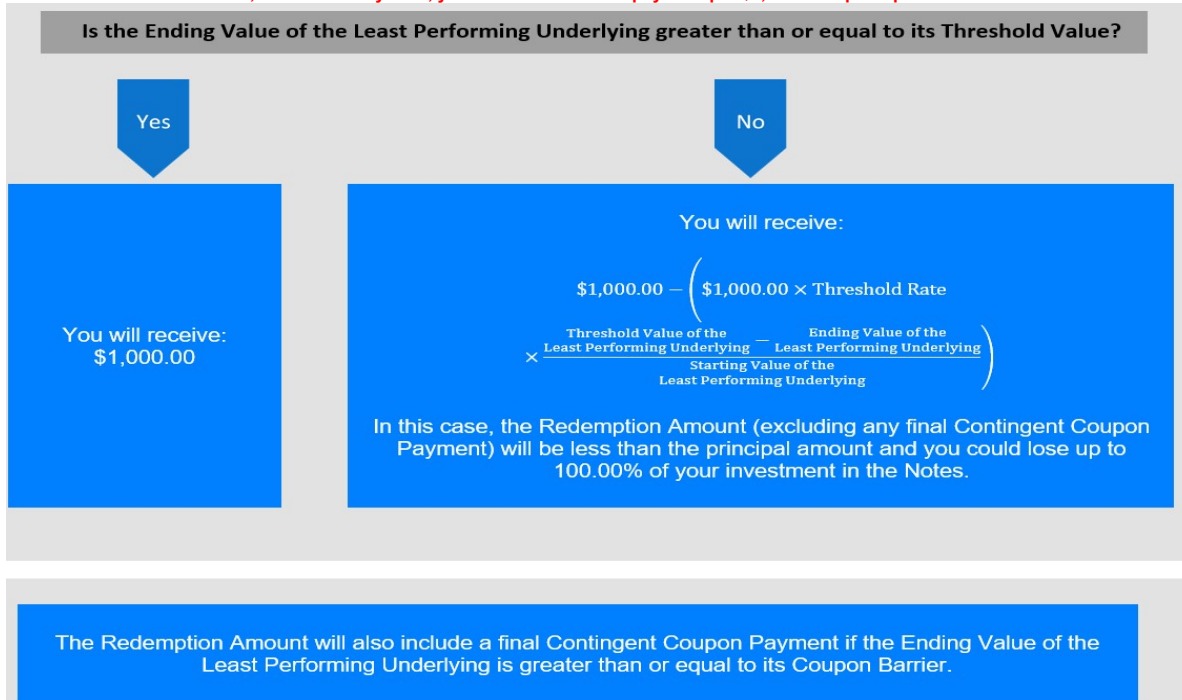 Is the Ending Value of the Least Performing Underlying greater than or equal to its Threshold Value?
Yes
No
You will receive:
$1,000.00
You will receive:
$1,000.00 − ($1,000.00 × Threshold Rate
Threshold Value of the
Least Performing Underlying − Ending Value of the
Least Performing Underlying
× Starting Value of the
Least Performing Underlying )
In this case, the Redemption Amount (excluding any final Contingent Coupon
Payment) will be less than the principal amount and you could lose up to
100.00% of your investment in the Notes.
The Redemption Amount will also include a final Contingent Coupon Payment if the Ending Value of the
Least Performing Underlying is greater than or equal to its Coupon Barrier.